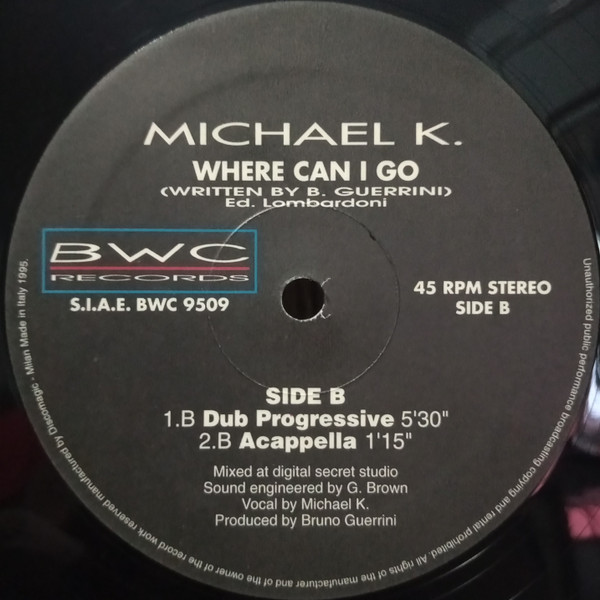 MICHAEL K.
WHERE CAN I GO
(WRITTEN BY B. GUERRINI)
Ed. Lombardoni
BWC
RECORDS
S.I.A.E. BWC 9509
45 RPM STEREO
SIDE B
SIDE B
1.B Dub Progressive 5'30"
2.B Acappella 1'15"
Mixed at digital secret studio
Sound engineered by G. Brown
Vocal by Michael K.
Produced by Bruno Guerrini
Unauthorized public performance broadcasting copying and rental prohibited. All rights of the manufacturer and of the owner of the record work reserved manufactured by Discomagic - Milan Made in Italy 1995.